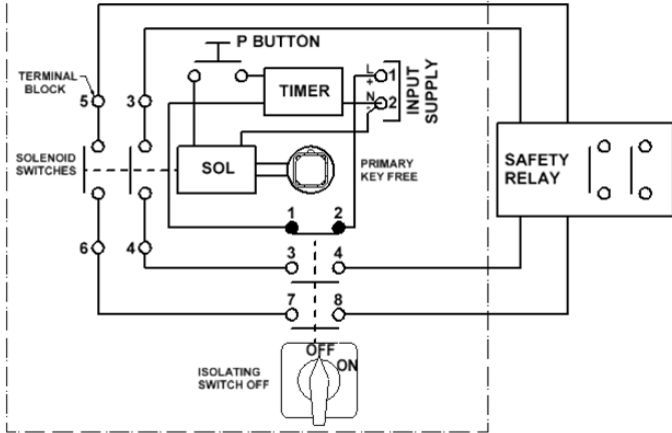 P BUTTON
TERMINAL
BLOCK
5
3
TIMER
L
+
1
N
-
2
INPUT
SUPPLY
SOLENOID
SWITCHES
SOL
PRIMARY
KEY FREE
SAFETY
RELAY
1
2
6
4
3
4
7
8
OFF
ON
ISOLATING
SWITCH OFF